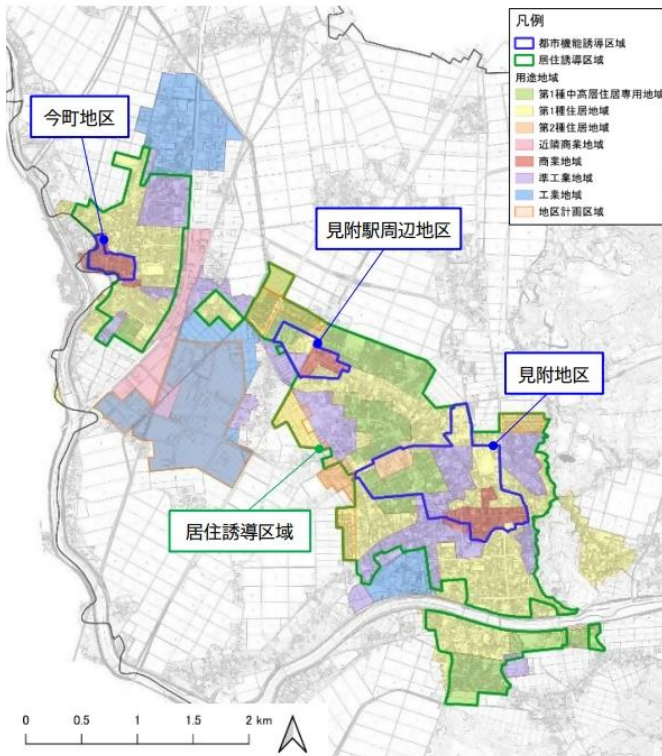 凡例
都市機能誘導区域
居住誘導区域
用途地域
第1種中高層住居専用地域
第1種住居地域
第2種住居地域
近隣商業地域
商業地域
準工業地域
工業地域
地区計画区域
今町地区
見附駅周辺地区
見附地区
居住誘導区域
0 0.5 1 2 km